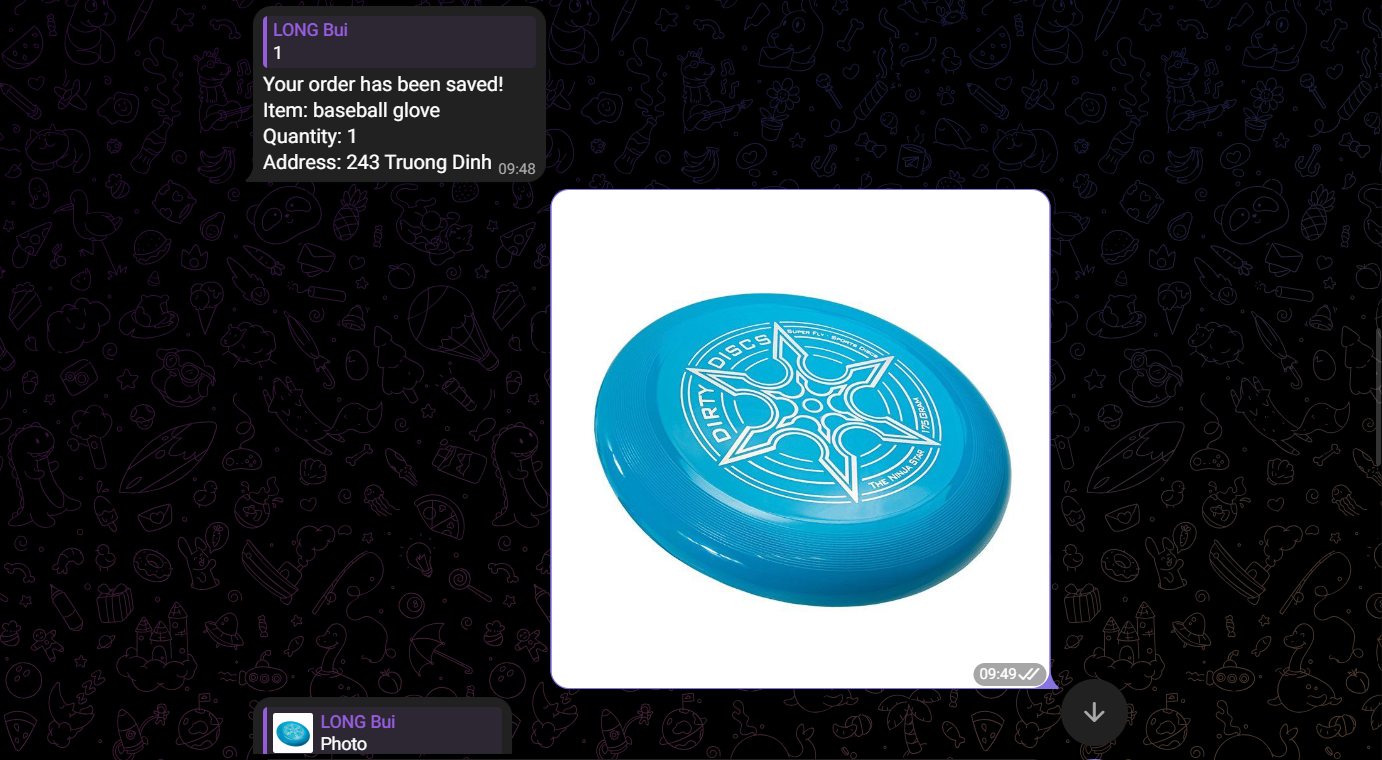 LONG Bui
1
Your order has been saved!
Item: baseball glove
Quantity: 1
Address: 243 Truong Dinh 09:48
DIRTY DISCS
SUPER FLY - SPORTS DISCS
175 GRAM
THE NINJA STAR
09:49
LONG Bui
Photo